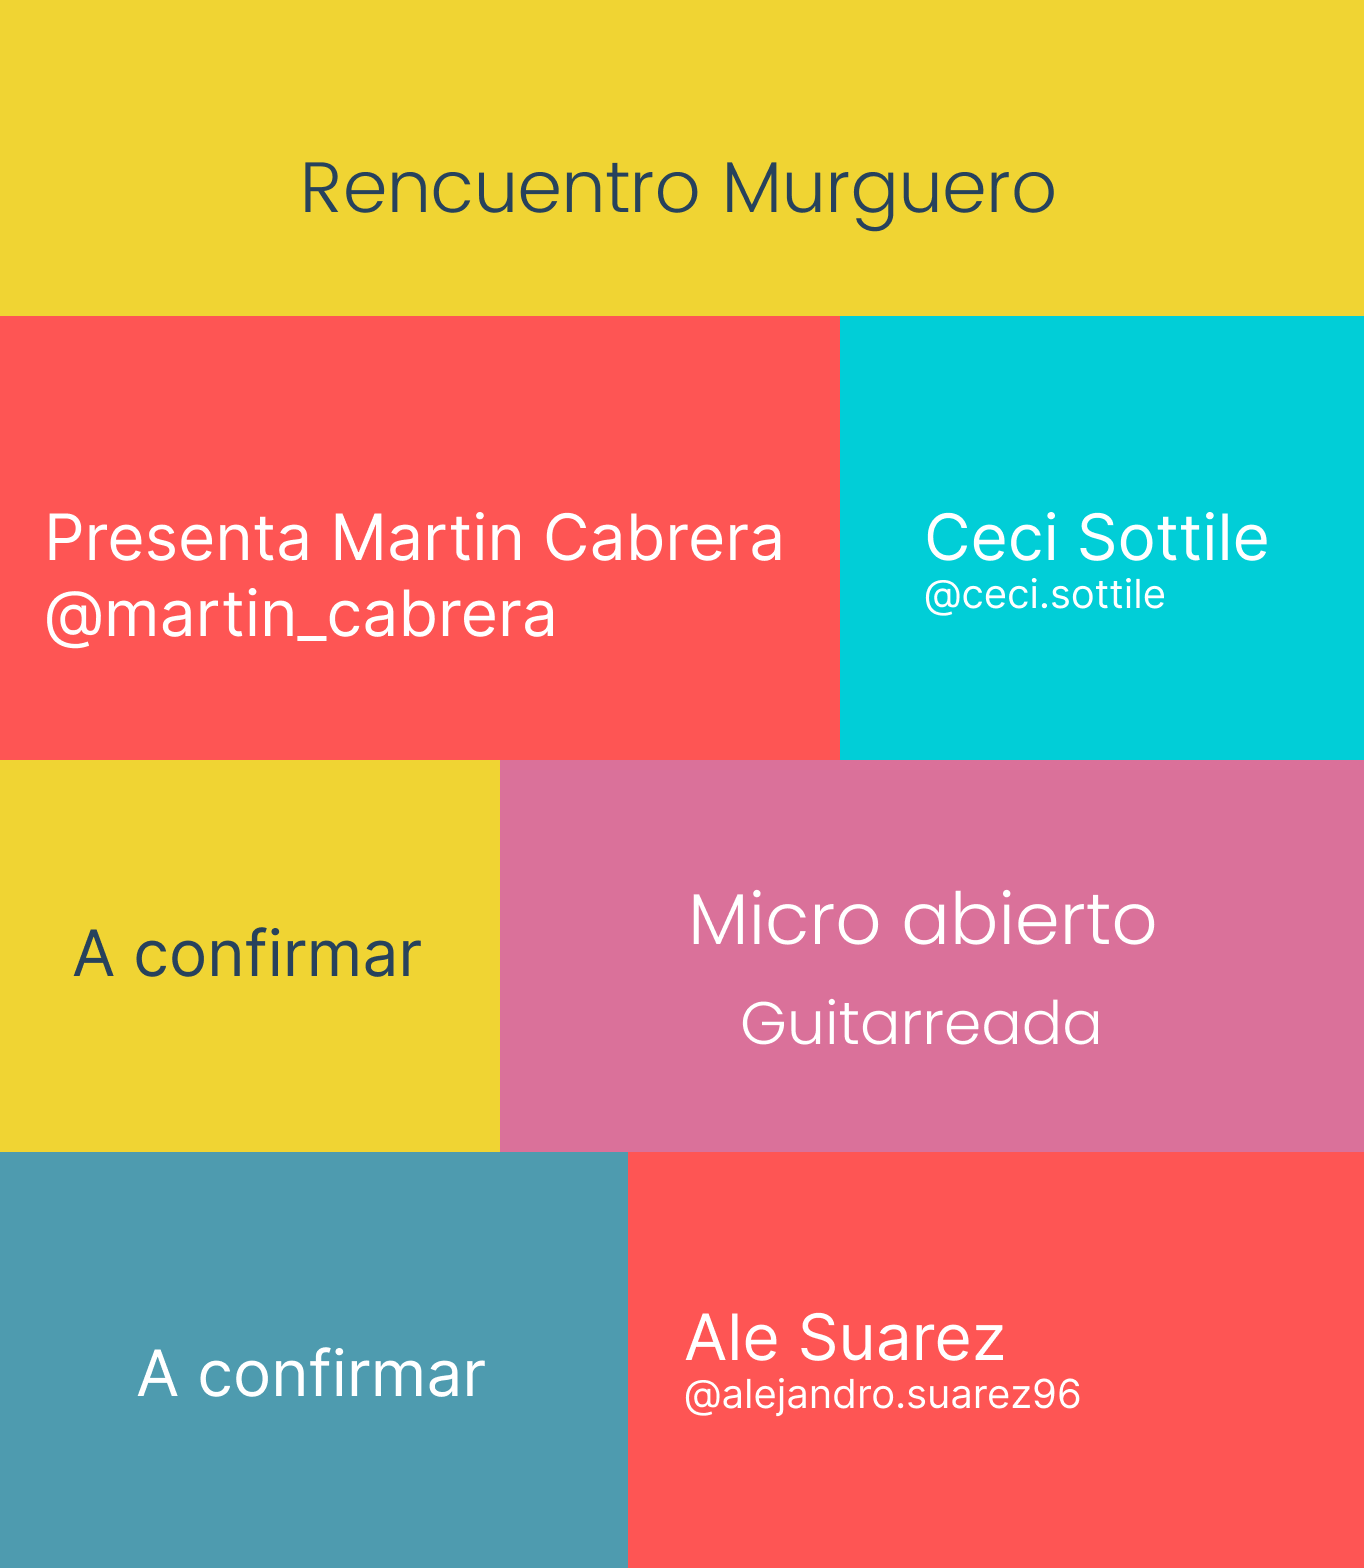 Rencuentro Murguero
Presenta Martin Cabrera
@martin_cabrera
Ceci Sottile
@ceci.sottile
A confirmar
Micro abierto
Guitarreada
A confirmar
Ale Suarez
@alejandro.suarez96